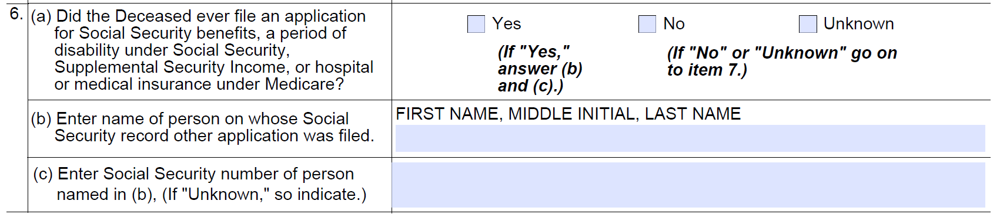 6. (a) Did the Deceased ever file an application
for Social Security benefits, a period of
disability under Social Security,
Supplemental Security Income, or hospital
or medical insurance under Medicare?
Yes
(If "Yes,"
answer (b)
and (c).)
No
Unknown
(If "No" or "Unknown" go on
to item 7.)
(b) Enter name of person on whose Social
Security record other application was filed.
FIRST NAME, MIDDLE INITIAL, LAST NAME
(c) Enter Social Security number of person
named in (b), (If "Unknown," so indicate.)